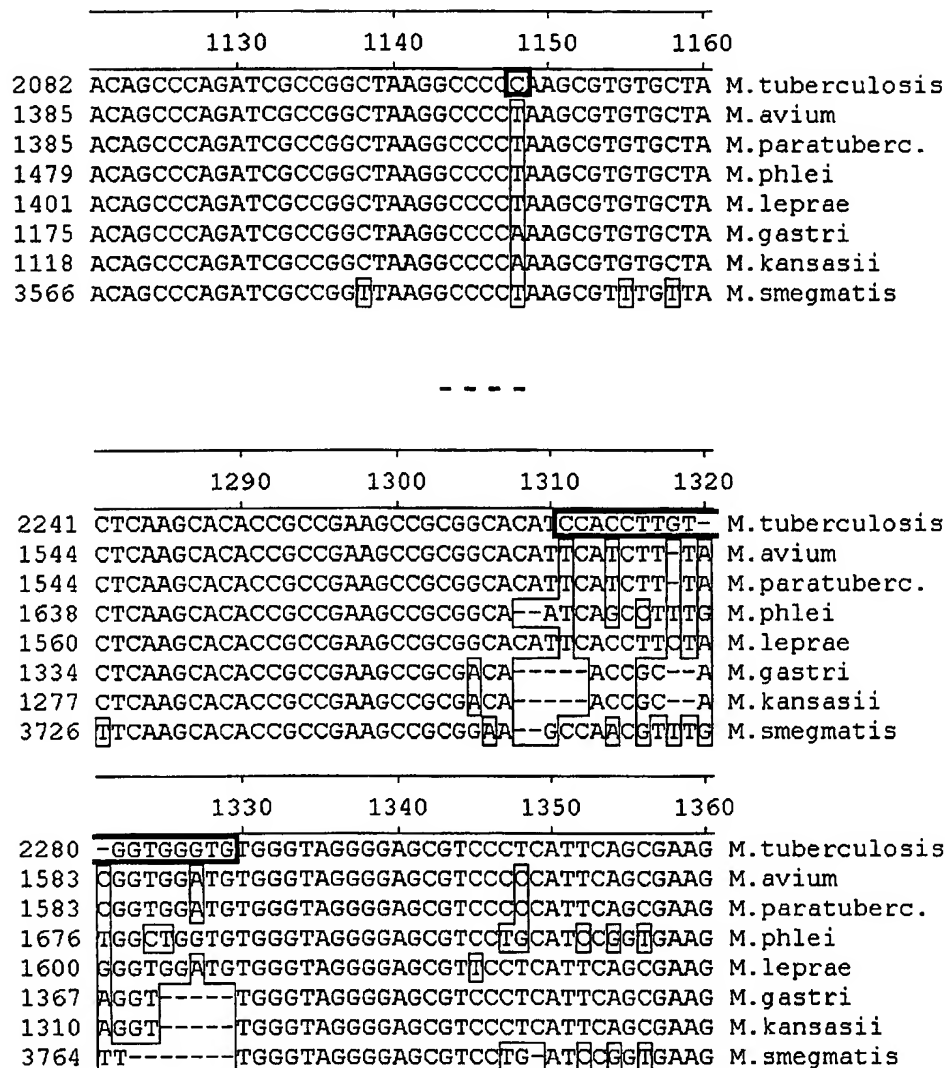 1130 1140 1150 1160
2082 ACAGCCCAGATCGCCGGCTAAGGCCCCCAAGCGTGTGCTA M.tuberculosis
1385 ACAGCCCAGATCGCCGGCTAAGGCCCCTAAGCGTGTGCTA M.avium
1385 ACAGCCCAGATCGCCGGCTAAGGCCCCTAAGCGTGTGCTA M.paratuberc.
1479 ACAGCCCAGATCGCCGGCTAAGGCCCCTAAGCGTGTGCTA M.phlei
1401 ACAGCCCAGATCGCCGGCTAAGGCCCCTAAGCGTGTGCTA M.leprae
1175 ACAGCCCAGATCGCCGGCTAAGGCCCCAAAGCGTGTGCTA M.gastri
1118 ACAGCCCAGATCGCCGGCTAAGGCCCCAAAGCGTGTGCTA M.kansasii
3566 ACAGCCCAGATCGCCGGTTAAGGCCCCTAAGCGTTTGTTA M.smegmatis
- - - -
1290 1300 1310 1320
2241 CTCAAGCACACCGCCGAAGCCGCGGCACATCCACCTTGT- M.tuberculosis
1544 CTCAAGCACACCGCCGAAGCCGCGGCACATTCATCTT-TA M.avium
1544 CTCAAGCACACCGCCGAAGCCGCGGCACATTCATCTT-TA M.paratuberc.
1638 CTCAAGCACACCGCCGAAGCCGCGGCA--ATCAGCCTTTG M.phlei
1560 CTCAAGCACACCGCCGAAGCCGCGGCACATTCACCTTCTA M.leprae
1334 CTCAAGCACACCGCCGAAGCCGCGACA-----ACCGC--A M.gastri
1277 CTCAAGCACACCGCCGAAGCCGCGACA-----ACCGC--A M.kansasii
3726 TTCAAGCACACCGCCGAAGCCGCGGAA--GCCAACGTTTG M.smegmatis
1330 1340 1350 1360
2280 -GGTGGGTGTGGGTAGGGGAGCGTCCCTCATTCAGCGAAG M.tuberculosis
1583 CGGTGGATGTGGGTAGGGGAGCGTCCCCCATTCAGCGAAG M.avium
1583 CGGTGGATGTGGGTAGGGGAGCGTCCCCCATTCAGCGAAG M.paratuberc.
1676 TGGCTGGTGTGGGTAGGGGAGCGTCCTGCATCCGGTGAAG M.phlei
1600 GGGTGGATGTGGGTAGGGGAGCGTTCCTCATTCAGCGAAG M.leprae
1367 AGGT-----TGGGTAGGGGAGCGTCCCTCATTCAGCGAAG M.gastri
1310 AGGT-----TGGGTAGGGGAGCGTCCCTCATTCAGCGAAG M.kansasii
3764 TT-------TGGGTAGGGGAGCGTCCTG-ATCCGGTGAAG M.smegmatis